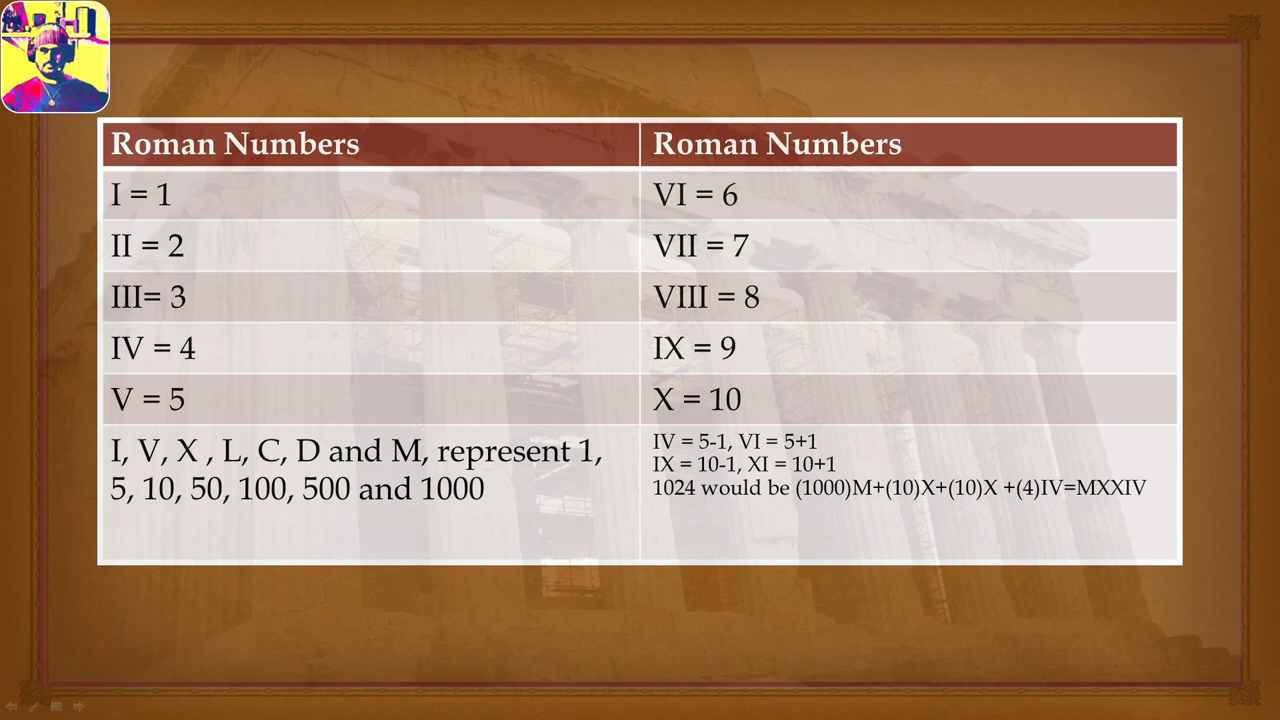 Roman Numbers
Roman Numbers
I = 1
VI = 6
II = 2
VII = 7
III= 3
VIII = 8
IV = 4
IX = 9
V = 5
X = 10
I, V, X , L, C, D and M, represent 1,
5, 10, 50, 100, 500 and 1000
IV = 5-1, VI = 5+1
IX = 10-1, XI = 10+1
1024 would be (1000)M+(10)X+(10)X +(4)IV=MXXIV